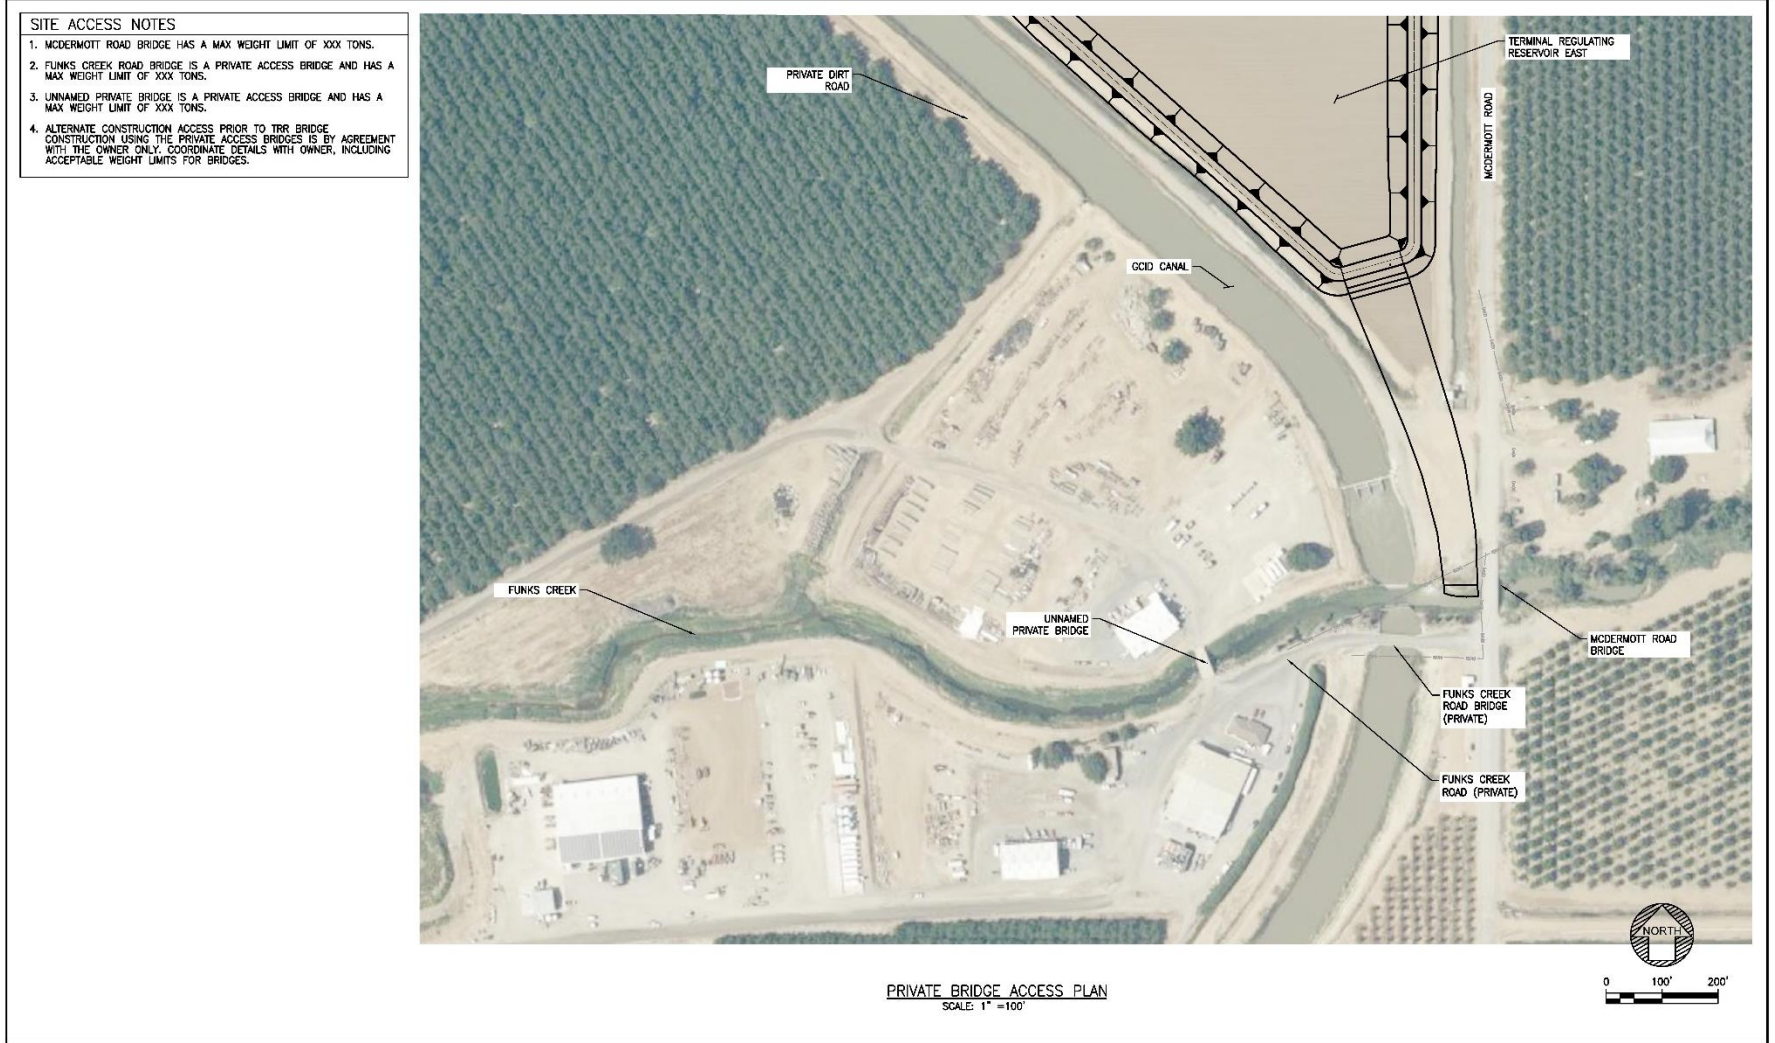 SITE ACCESS NOTES
1. MCDERMOTT ROAD BRIDGE HAS A MAX WEIGHT LIMIT OF XXX TONS.
2. FUNKS CREEK ROAD BRIDGE IS A PRIVATE ACCESS BRIDGE AND HAS A
MAX WEIGHT LIMIT OF XXX TONS.
3. UNNAMED PRIVATE BRIDGE IS A PRIVATE ACCESS BRIDGE AND HAS A
MAX WEIGHT LIMIT OF XXX TONS.
4. ALTERNATE CONSTRUCTION ACCESS PRIOR TO TRR BRIDGE
CONSTRUCTION USING THE PRIVATE ACCESS BRIDGES IS BY AGREEMENT
WITH THE OWNER ONLY. COORDINATE DETAILS WITH OWNER, INCLUDING
ACCEPTABLE WEIGHT LIMITS FOR BRIDGES.
PRIVATE DIRT
ROAD
TERMINAL REGULATING
RESERVOIR EAST
MCDERMOTT ROAD
GCID CANAL
FUNKS CREEK
UNNAMED
PRIVATE BRIDGE
MCDERMOTT ROAD
BRIDGE
FUNKS CREEK
ROAD BRIDGE
(PRIVATE)
FUNKS CREEK
ROAD (PRIVATE)
NORTH
0 100' 200'
PRIVATE BRIDGE ACCESS PLAN
SCALE: 1" =100'